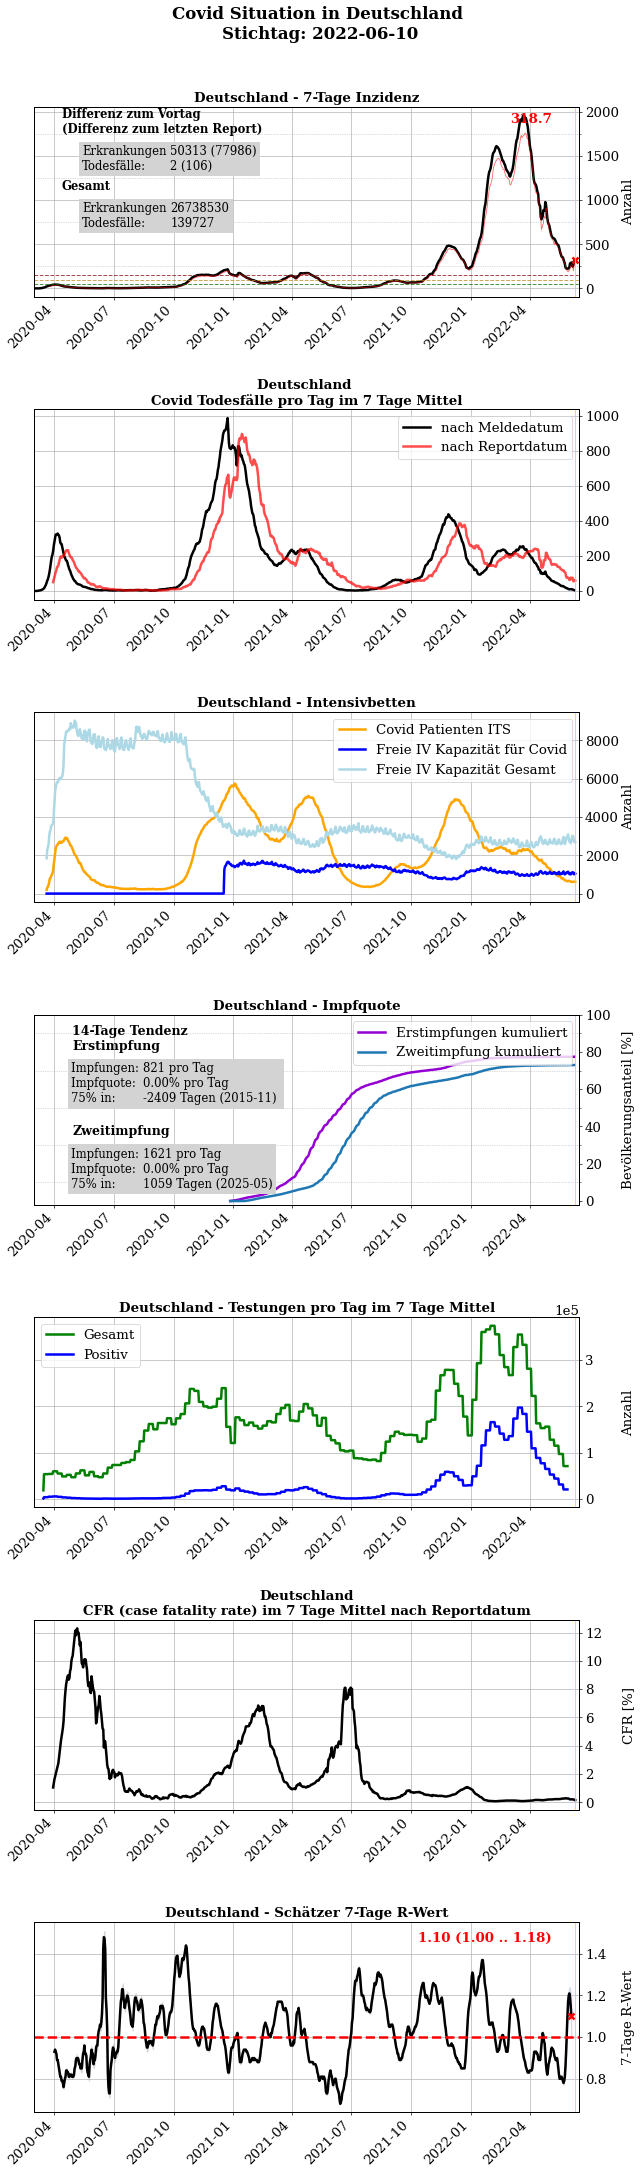 Covid Situation in Deutschland
Stichtag: 2022-06-10
Deutschland - 7-Tage Inzidenz
Differenz zum Vortag
(Differenz zum letzten Report)
Erkrankungen 50313 (77986)
Todesfälle: 2 (106)
Gesamt
Erkrankungen 26738530
Todesfälle: 139727
318.7
2000
1500
1000
500
0
Anzahl
2020-04 2020-07 2020-10 2021-01 2021-04 2021-07 2021-10 2022-01 2022-04
Deutschland
Covid Todesfälle pro Tag im 7 Tage Mittel
nach Meldedatum
nach Reportdatum
1000
800
600
400
200
0
2020-04 2020-07 2020-10 2021-01 2021-04 2021-07 2021-10 2022-01 2022-04
Deutschland - Intensivbetten
Covid Patienten ITS
Freie IV Kapazität für Covid
Freie IV Kapazität Gesamt
8000
6000
4000
2000
0
Anzahl
2020-04 2020-07 2020-10 2021-01 2021-04 2021-07 2021-10 2022-01 2022-04
Deutschland - Impfquote
14-Tage Tendenz
Erstimpfung
Impfungen: 821 pro Tag
Impfquote: 0.00% pro Tag
75% in: -2409 Tagen (2015-11)
Zweitimpfung
Impfungen: 1621 pro Tag
Impfquote: 0.00% pro Tag
75% in: 1059 Tagen (2025-05)
Erstimpfungen kumuliert
Zweitimpfung kumuliert
100
80
60
40
20
0
Bevölkerungsanteil [%]
2020-04 2020-07 2020-10 2021-01 2021-04 2021-07 2021-10 2022-01 2022-04
Deutschland - Testungen pro Tag im 7 Tage Mittel
1e5
Gesamt
Positiv
3
2
1
0
Anzahl
2020-04 2020-07 2020-10 2021-01 2021-04 2021-07 2021-10 2022-01 2022-04
Deutschland
CFR (case fatality rate) im 7 Tage Mittel nach Reportdatum
12
10
8
6
4
2
0
CFR [%]
2020-04 2020-07 2020-10 2021-01 2021-04 2021-07 2021-10 2022-01 2022-04
Deutschland - Schätzer 7-Tage R-Wert
1.10 (1.00 .. 1.18)
1.4
1.2
1.0
0.8
7-Tage R-Wert
2020-04 2020-07 2020-10 2021-01 2021-04 2021-07 2021-10 2022-01 2022-04